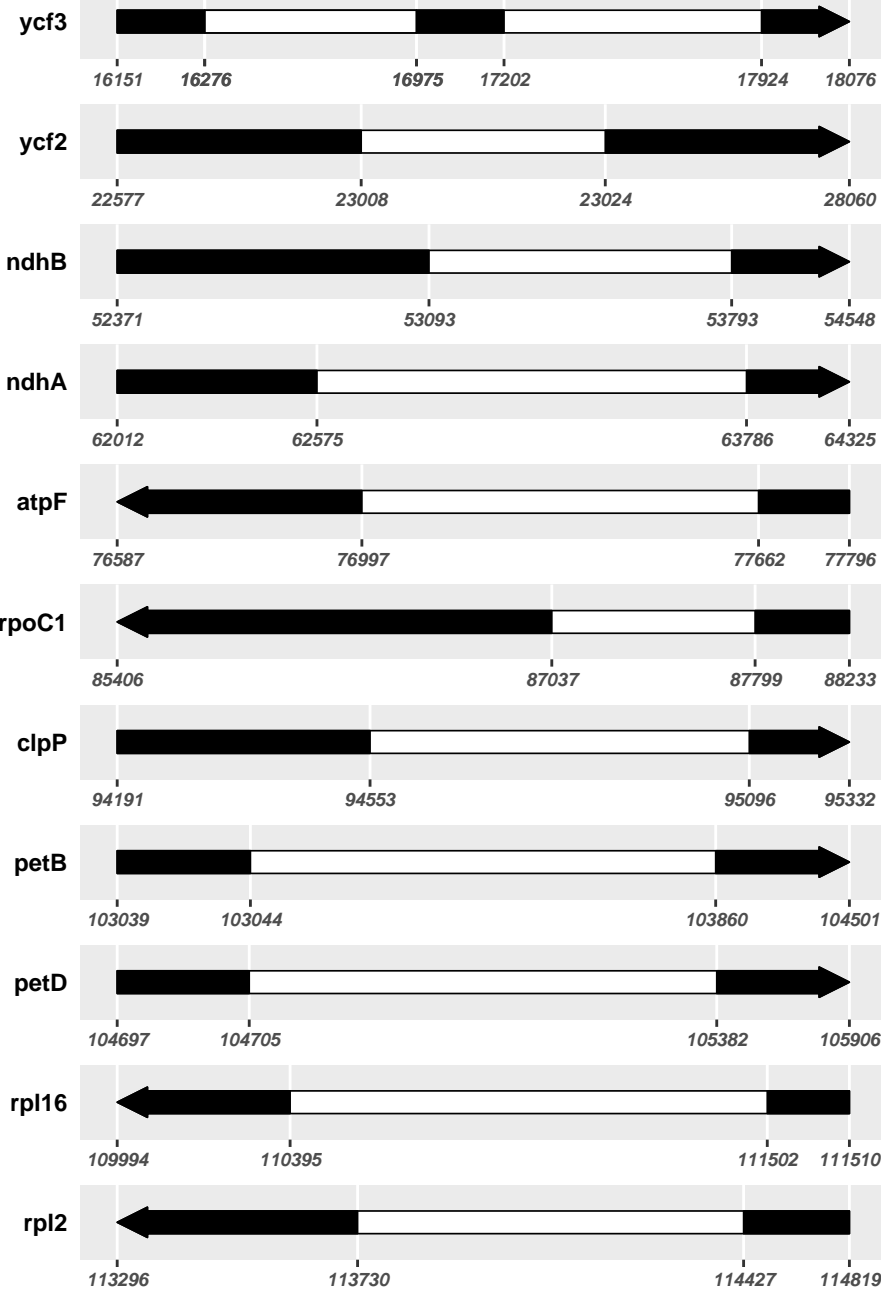 ycf3
16151 16276 16975 17202 17924 18076
ycf2
22577 23008 23024 28060
ndhB
52371 53093 53793 54548
ndhA
62012 62575 63786 64325
atpF
76587 76997 77662 77796
rpoC1
85406 87037 87799 88233
clpP
94191 94553 95096 95332
petB
103039 103044 103860 104501
petD
104697 104705 105382 105906
rpl16
109994 110395 111502 111510
rpl2
113296 113730 114427 114819